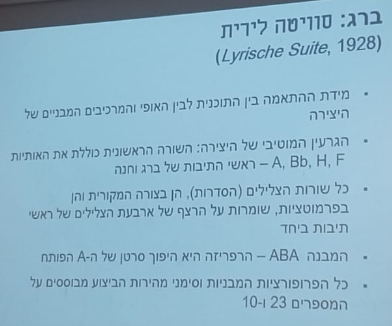 ברג: סוויטה לירית
(Lyrische Suite, 1928)
• מידת ההתאמה בין התוכנית לבין האופי והמרכיבים המבניים של
היצירה
• הגרעין המוטיבי של היצירה: השורה הראשונית כוללת את האותיות
A, Bb, H, F – ראשי התיבות של ברג וחנה
• כל שורות הצלילים (הסדרות), הן בצורה המקורית והן
בפרמוטציות, שומרות על הרצף של ארבעת הצלילים של ראשי
תיבות ביחד
• המבנה ABA – הרפריזה היא היפוך סרטן של ה-A הפותח
• כל הפרופורציות המבניות וסימני מהירות הביצוע מבוססים על
המספרים 23 ו-10